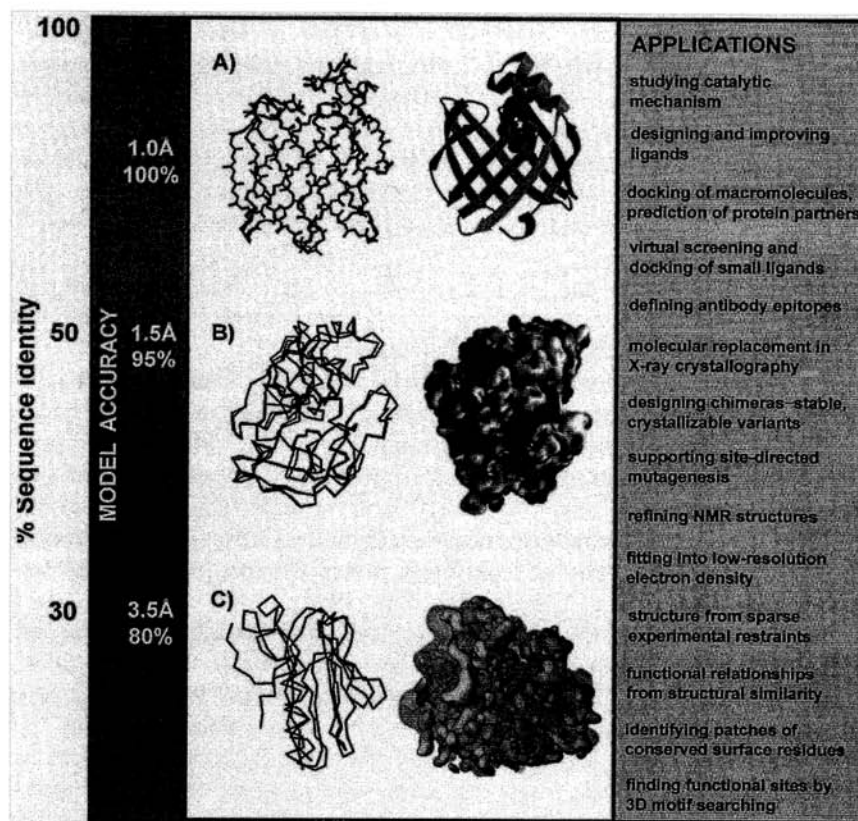 100
50
30
% Sequence identity
MODEL ACCURACY
1.0Å
100%
1.5Å
95%
3.5Å
80%
A)
B)
C)
APPLICATIONS
studying catalytic
mechanism
designing and improving
ligands
docking of macromolecules,
prediction of protein partners
virtual screening and
docking of small ligands
defining antibody epitopes
molecular replacement in
X-ray crystallography
designing chimeras–stable,
crystallizable variants
supporting site-directed
mutagenesis
refining NMR structures
fitting into low-resolution
electron density
structure from sparse
experimental restraints
functional relationships
from structural similarity
identifying patches of
conserved surface residues
finding functional sites by
3D motif searching